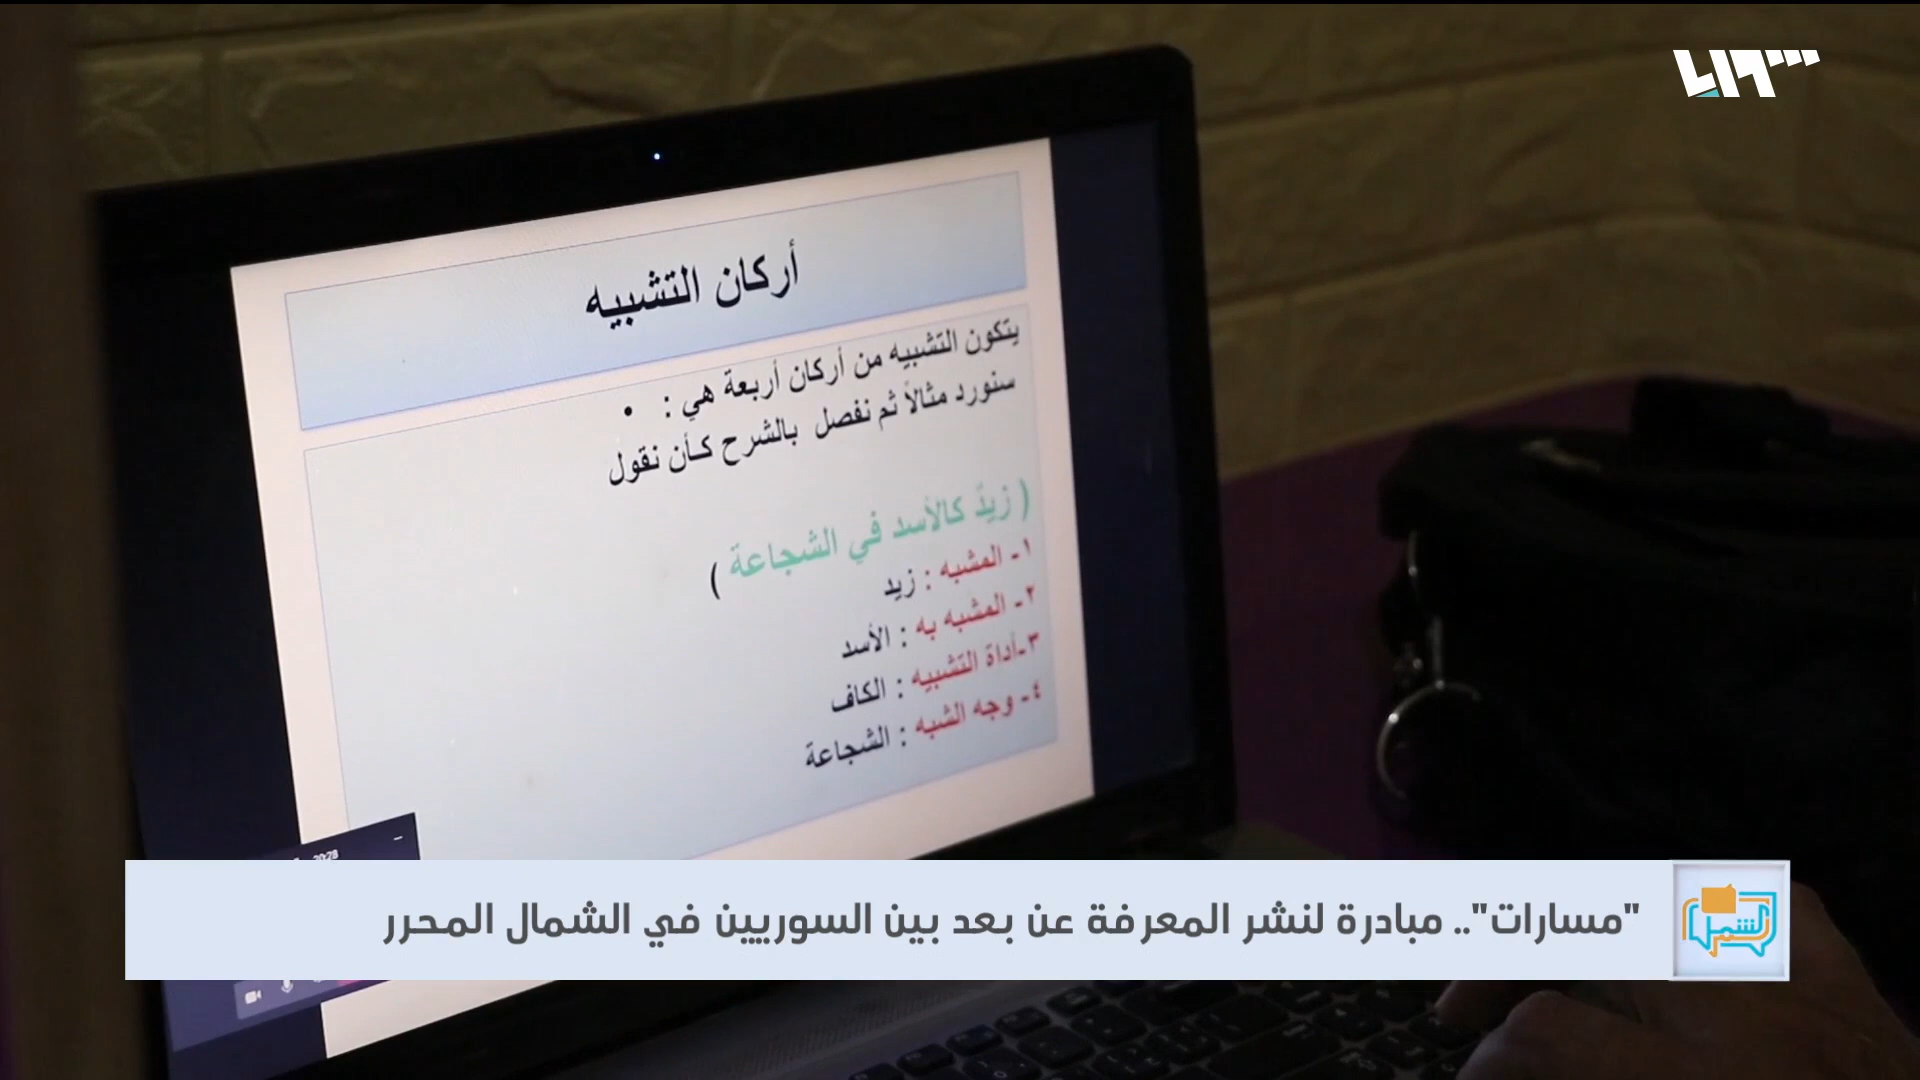 سوريا
أركان التشبيه
يتكون التشبيه من أركان أربعة هي : •
سنورد مثالاً ثم نفصل بالشرح كأن نقول
( زيدٌ كالأسد في الشجاعة )
١- المشبه : زيد
٢- المشبه به : الأسد
٣-أداة التشبيه : الكاف
٤- وجه الشبه : الشجاعة
"مسارات".. مبادرة لنشر المعرفة عن بعد بين السوريين في الشمال المحرر